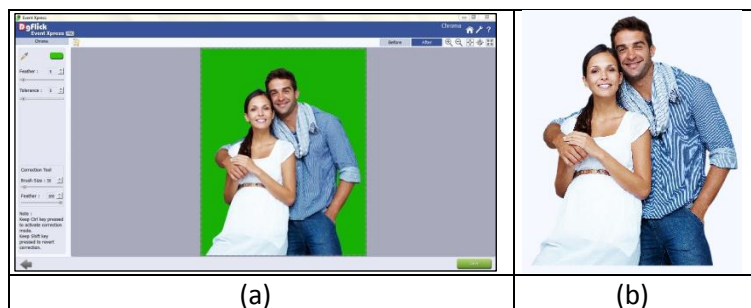 Event Xpress
DgFlick
Event Xpress PRO
Chroma
?
Chroma
Before
After
Feather :
Tolerance :
Correction Tool
Brush Size :
Feather :
Note :
Keep Ctrl key pressed
to activate correction
mode.
Keep Shift key
pressed to revert
correction.
(a)
(b)